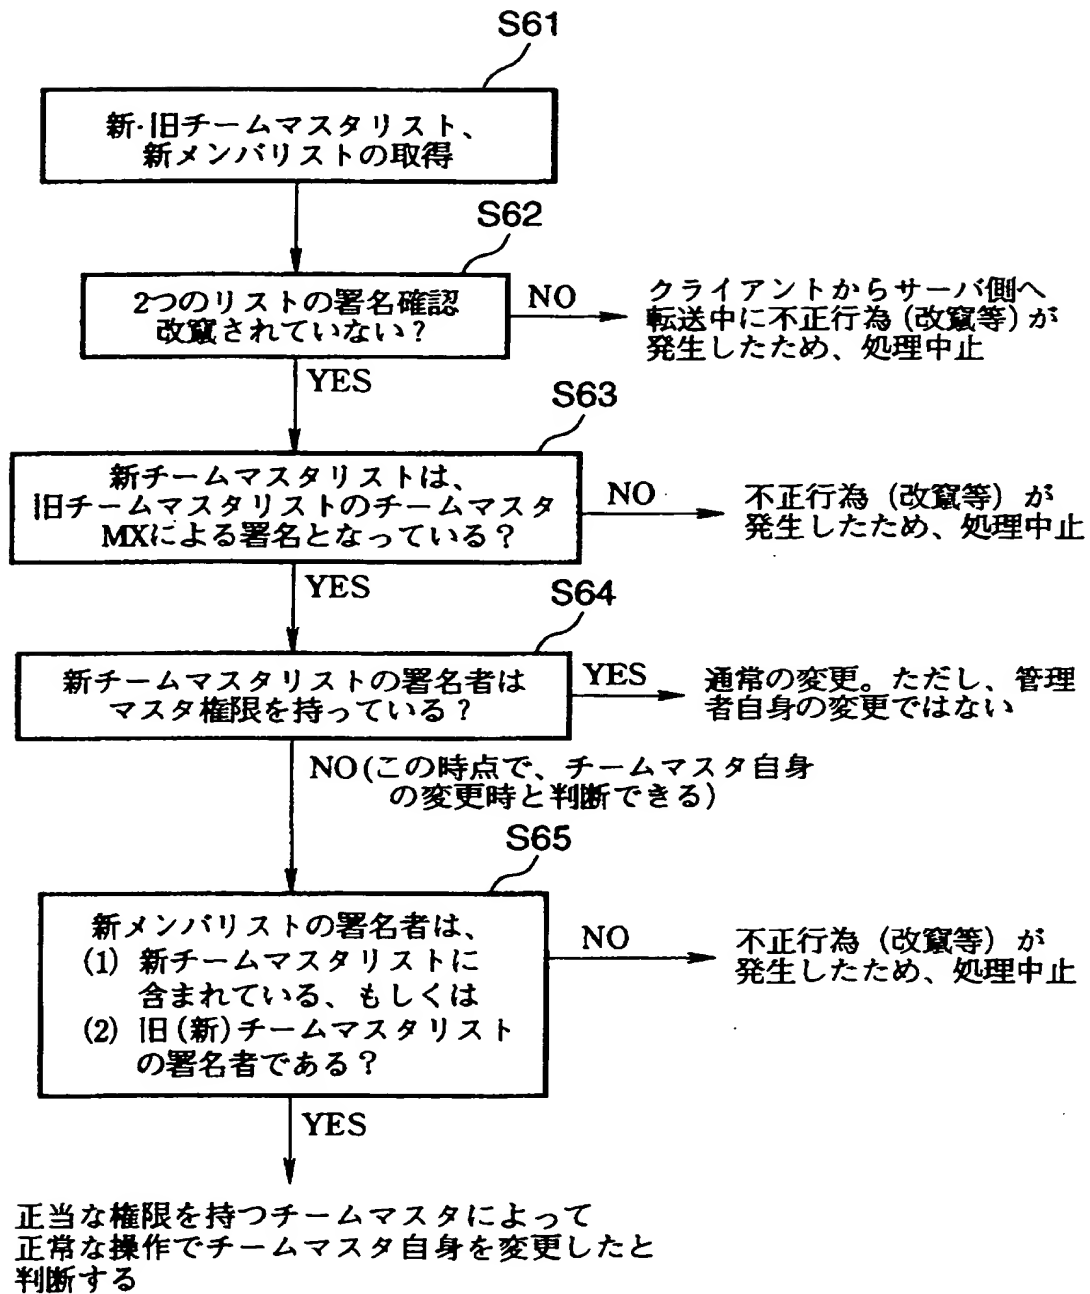 S61
新・旧チームマスタリスト、
新メンバリストの取得
S62
2つのリストの署名確認
改竄されていない？
NO
クライアントからサーバ側へ
転送中に不正行為（改竄等）が
発生したため、処理中止
YES
S63
新チームマスタリストは、
旧チームマスタリストのチームマスタ
MXによる署名となっている？
NO
不正行為（改竄等）が
発生したため、処理中止
YES
S64
新チームマスタリストの署名者は
マスタ権限を持っている？
YES
通常の変更。ただし、管理
者自身の変更ではない
NO(この時点で、チームマスタ自身
の変更時と判断できる)
S65
新メンバリストの署名者は、
(1) 新チームマスタリストに
含まれている、もしくは
(2) 旧(新)チームマスタリスト
の署名者である？
NO
不正行為（改竄等）が
発生したため、処理中止
YES
正当な権限を持つチームマスタによって
正常な操作でチームマスタ自身を変更したと
判断する